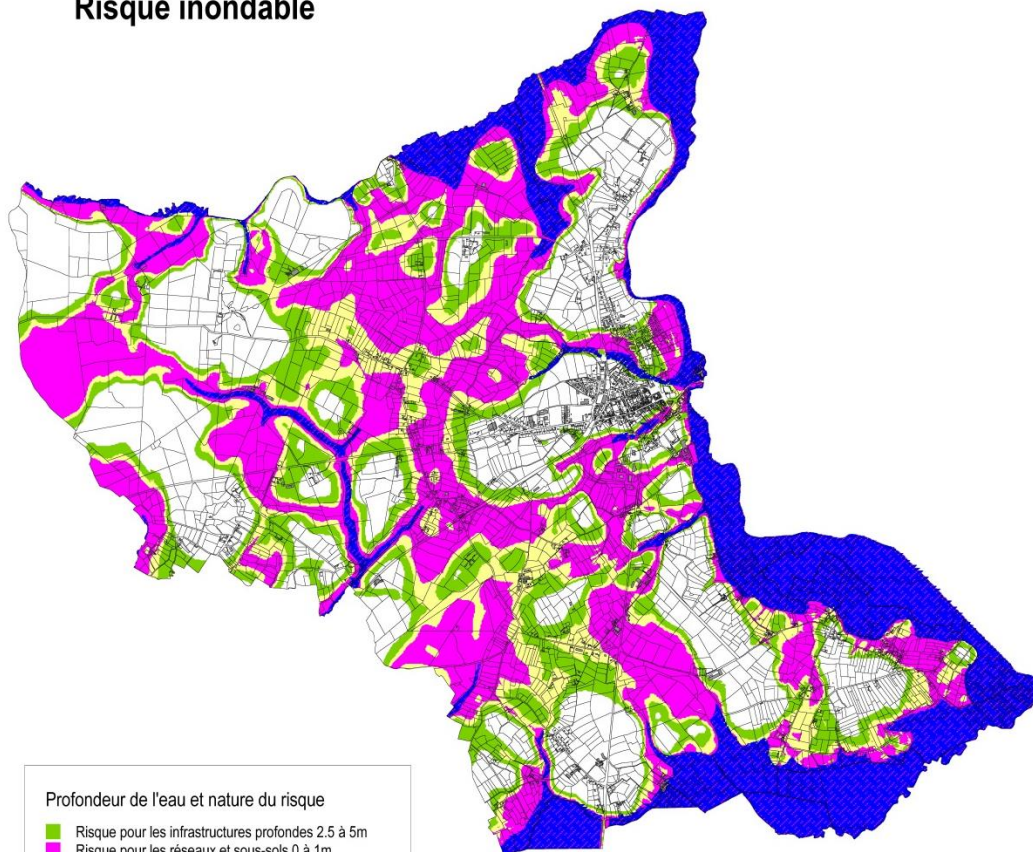 Risque inondable
Profondeur de l'eau et nature du risque
Risque pour les infrastructures profondes 2.5 à 5m
Risque pour les réseaux et sous-sols 0 à 1m